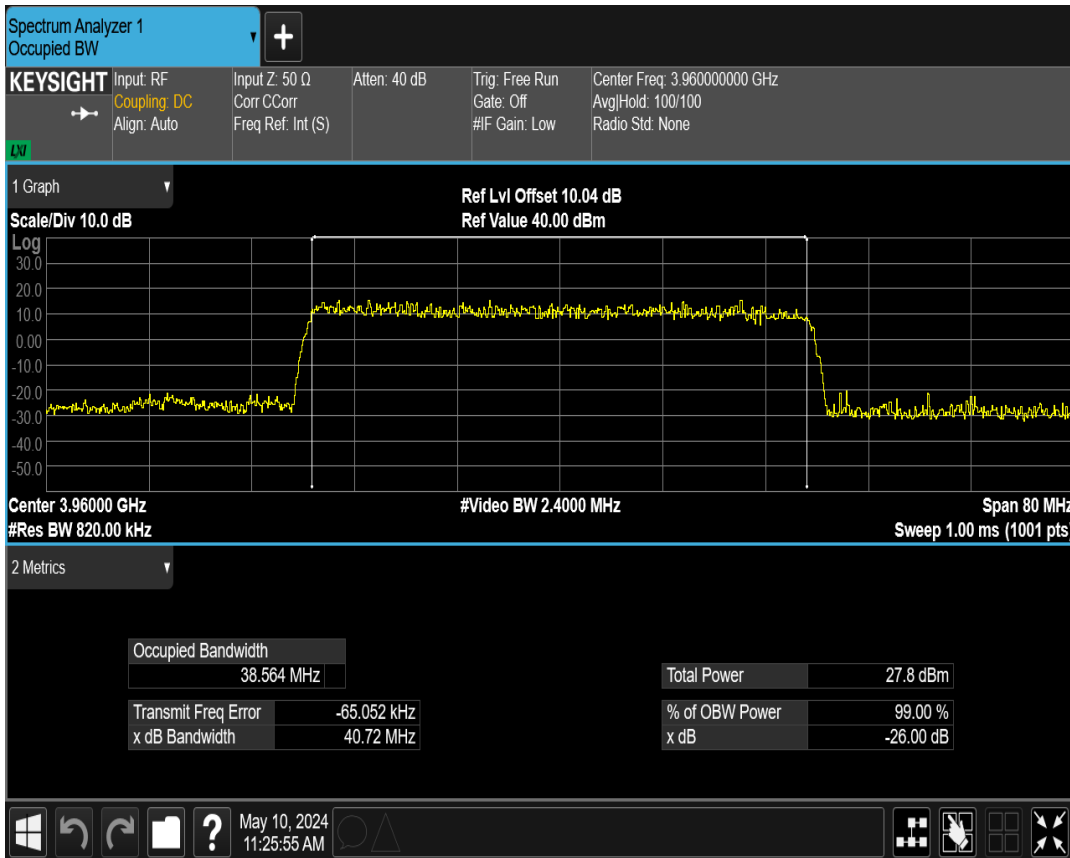 Spectrum Analyzer 1
Occupied BW
+
KEYSIGHT
LXI
Input: RF
Coupling: DC
Align: Auto
Input Z: 50 Ω
Corr CCorr
Freq Ref: Int (S)
Atten: 40 dB
Trig: Free Run
Gate: Off
#IF Gain: Low
Center Freq: 3.960000000 GHz
Avg|Hold: 100/100
Radio Std: None
1 Graph
Scale/Div 10.0 dB
Ref Lvl Offset 10.04 dB
Ref Value 40.00 dBm
Log
30.0
20.0
10.0
0.00
-10.0
-20.0
-30.0
-40.0
-50.0
Center 3.96000 GHz
#Video BW 2.4000 MHz
Span 80 MHz
#Res BW 820.00 kHz
Sweep 1.00 ms (1001 pts)
2 Metrics
Occupied Bandwidth
38.564 MHz
Total Power 27.8 dBm
Transmit Freq Error -65.052 kHz
% of OBW Power 99.00 %
x dB Bandwidth 40.72 MHz
x dB -26.00 dB
?
May 10, 2024
11:25:55 AM